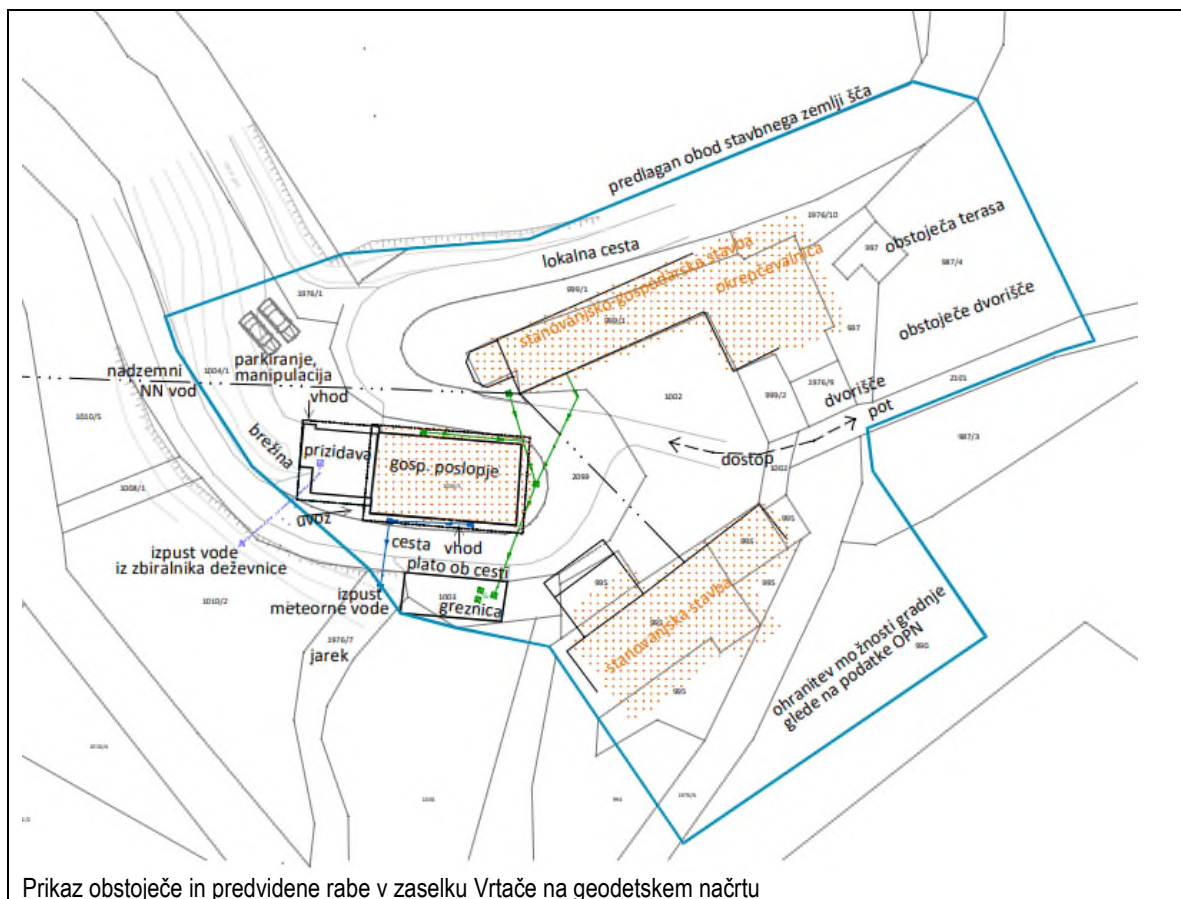 predlagan obod stavbnega zemlji šča
1976/10
lokalna cesta
stanovanjsko-gospodarska stavba
okrepčevalnica
997
obstoječa terasa
987/4
999/1
1976/1
obstoječe dvorišče
parkiranje,
manipulacija
1004/1
nadzemni
NN vod
vhod
1002
999/2
1976/9
dvorišče
pot
2101
1010/5
brežina
prizidava
gosp. poslopje
dostop
1002
987/3
2099
1008/1
uvoz
cesta
vhod
izpust vode
iz zbiralnika deževnice
plato ob cesti
995
995
995
995
1010/2
izpust
meteorne vode
1003
greznica
stanovanjska stavba
995
1976/7
jarek
ohranitev možnosti gradnje
glede na podatke OPN
990
Prikaz obstoječe in predvidene rabe v zaselku Vrtače na geodetskem načrtu